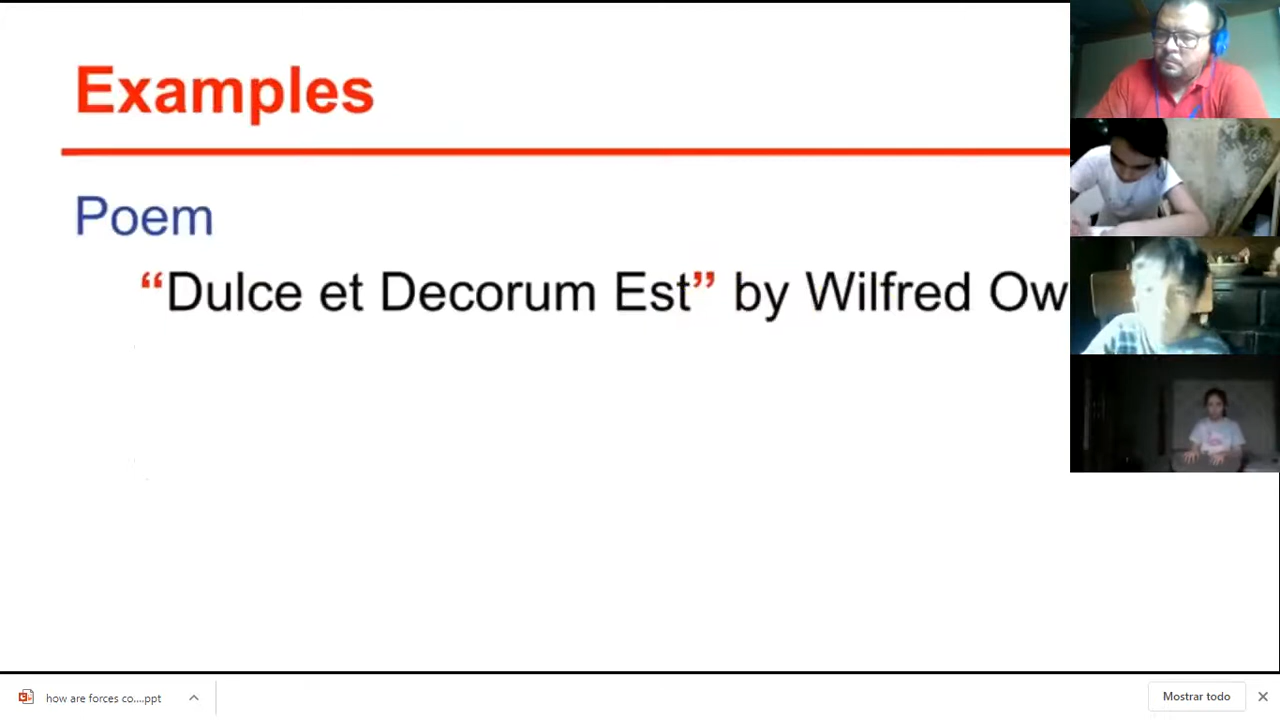 Examples
Poem
“Dulce et Decorum Est” by Wilfred Ow
how are forces co....ppt
Mostrar todo